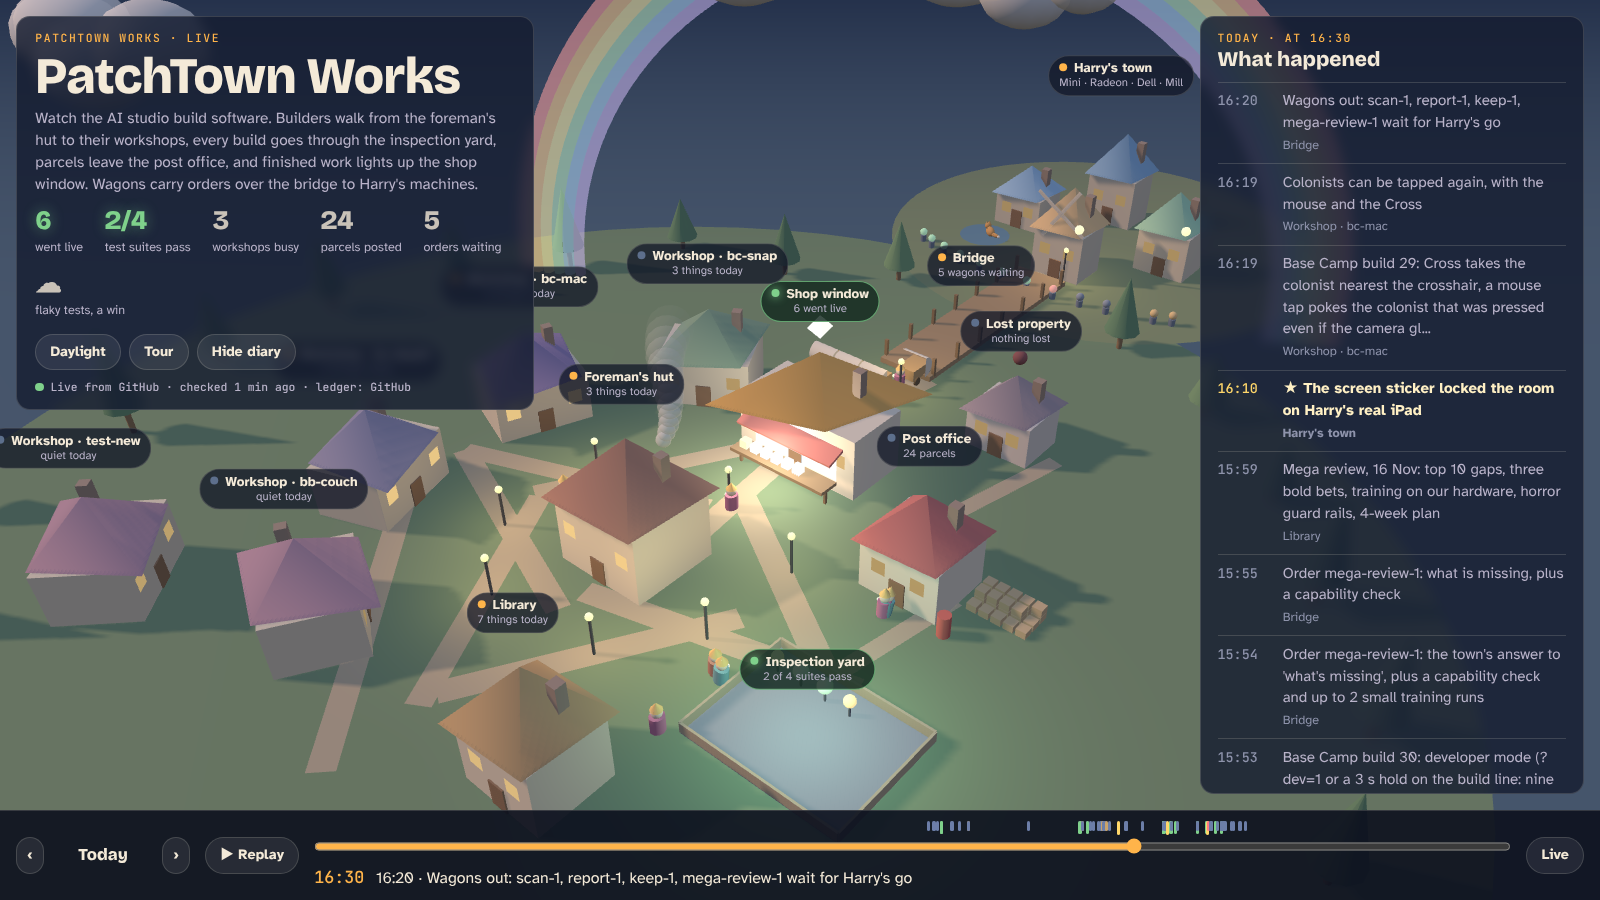 PATCHTOWN WORKS · LIVE
PatchTown Works
Watch the AI studio build software. Builders walk from the foreman's
hut to their workshops, every build goes through the inspection yard,
parcels leave the post office, and finished work lights up the shop
window. Wagons carry orders over the bridge to Harry's machines.
6
went live
2/4
test suites pass
3
workshops busy
24
parcels posted
5
orders waiting
flaky tests, a win
Daylight
Tour
Hide diary
Live from GitHub · checked 1 min ago · ledger: GitHub
Harry's town
Mini · Radeon · Dell · Mill
· bc-mac
Workshop · bc-snap
3 things today
Bridge
5 wagons waiting
Shop window
6 went live
Lost property
nothing lost
Foreman's hut
3 things today
Workshop · test-new
quiet today
Post office
24 parcels
Workshop · bb-couch
quiet today
Library
7 things today
Inspection yard
2 of 4 suites pass
TODAY · AT 16:30
What happened
16:20
Wagons out: scan-1, report-1, keep-1,
mega-review-1 wait for Harry's go
Bridge
16:19
Colonists can be tapped again, with the
mouse and the Cross
Workshop · bc-mac
16:19
Base Camp build 29: Cross takes the
colonist nearest the crosshair, a mouse
tap pokes the colonist that was pressed
even if the camera gl…
Workshop · bc-mac
16:10
★ The screen sticker locked the room
on Harry's real iPad
Harry's town
15:59
Mega review, 16 Nov: top 10 gaps, three
bold bets, training on our hardware, horror
guard rails, 4-week plan
Library
15:55
Order mega-review-1: what is missing, plus
a capability check
Bridge
15:54
Order mega-review-1: the town's answer to
'what's missing', plus a capability check
and up to 2 small training runs
Bridge
15:53
Base Camp build 30: developer mode (?
dev=1 or a 3 s hold on the build line: nine
‹
Today
›
▶ Replay
16:30
16:20 · Wagons out: scan-1, report-1, keep-1, mega-review-1 wait for Harry's go
Live